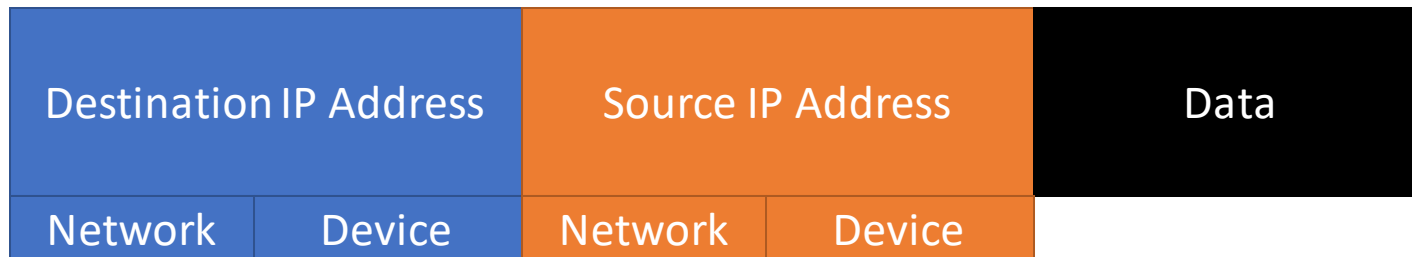 Destination IP Address Source IP Address Data
Network Device Network Device